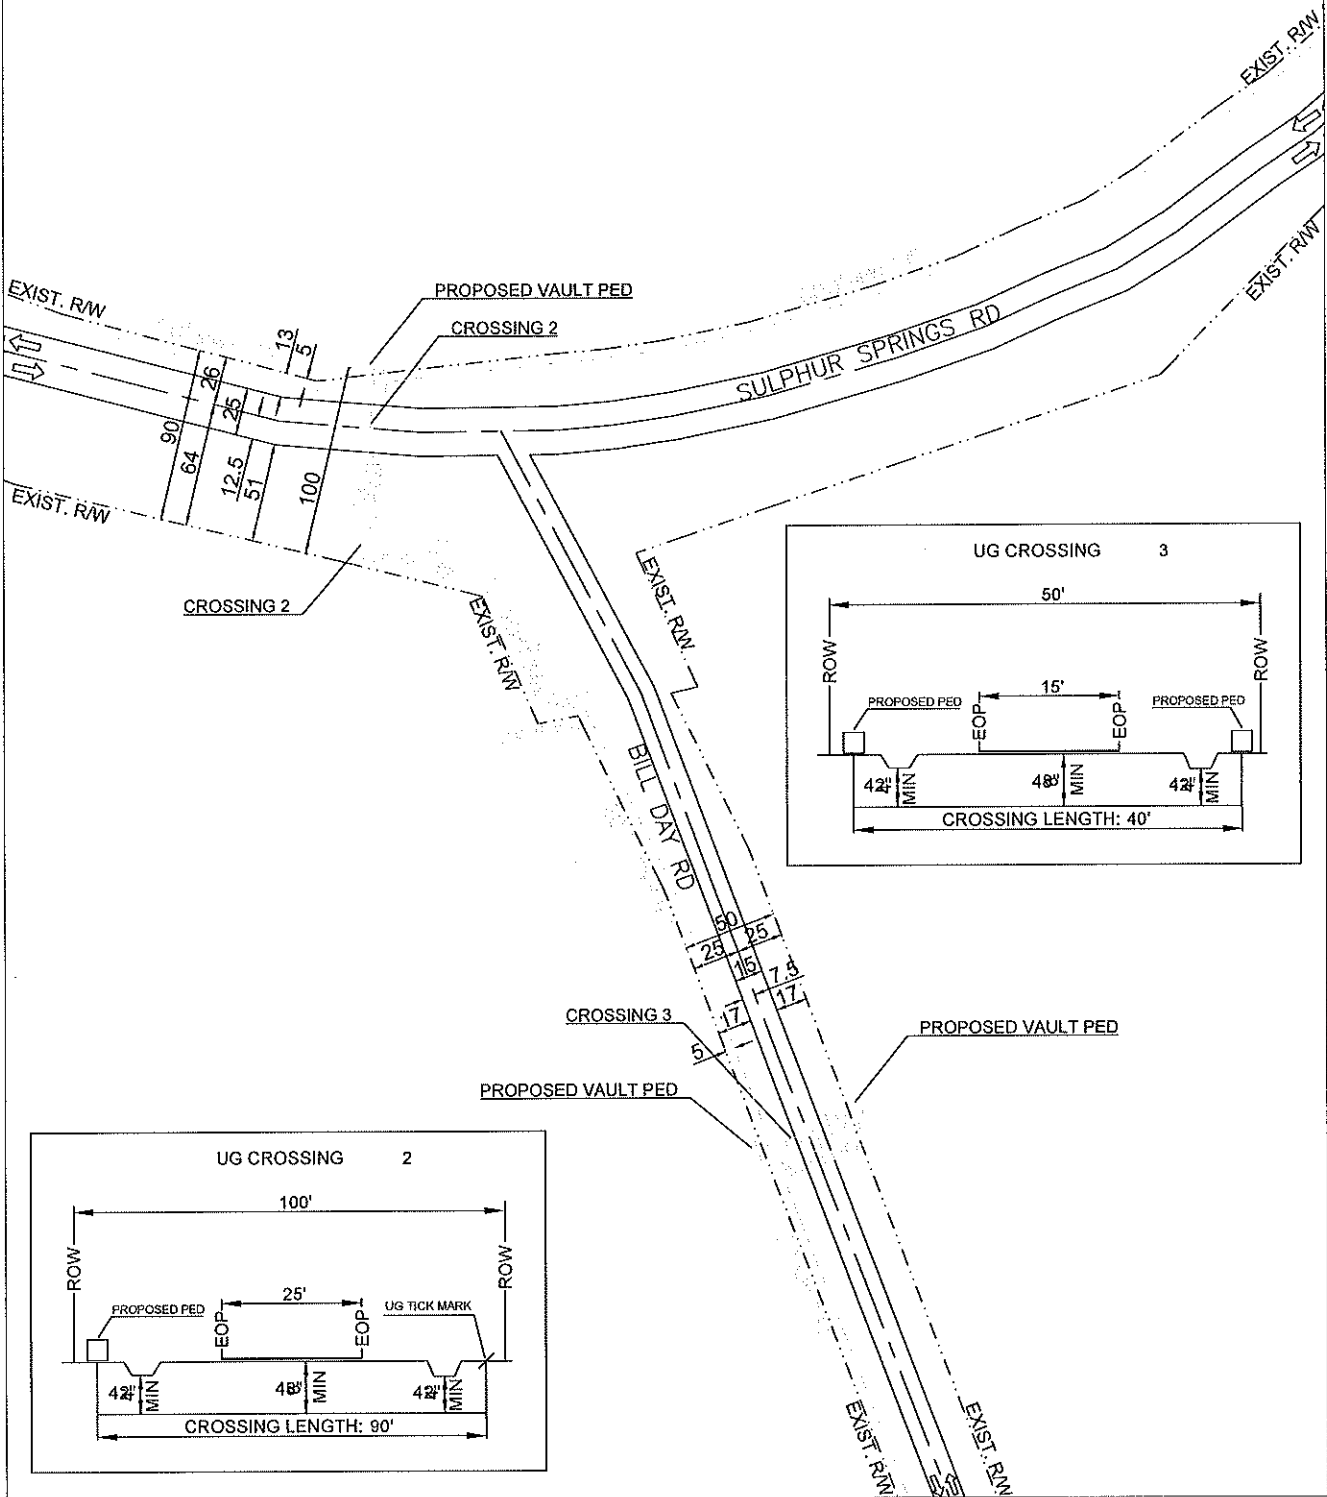 EXIST. R/W
EXIST. R/W
EXIST. R/W
PROPOSED VAULT PED
CROSSING 2
SULPHUR SPRINGS RD
13
5
26
25
90
64
12.5
51
100
EXIST. R/W
CROSSING 2
EXIST. R/W
EXIST. R/W
UG CROSSING 3
50'
ROW
ROW
15'
PROPOSED PED
PROPOSED PED
EOP
EOP
MIN
MIN
MIN
CROSSING LENGTH: 40'
BILL DAY RD
50
25
25
15
7.5
17
17
5
CROSSING 3
PROPOSED VAULT PED
PROPOSED VAULT PED
UG CROSSING 2
100'
ROW
ROW
25'
PROPOSED PED
UG TICK MARK
EOP
EOP
MIN
MIN
MIN
CROSSING LENGTH: 90'
EXIST. R/W
EXIST. R/W